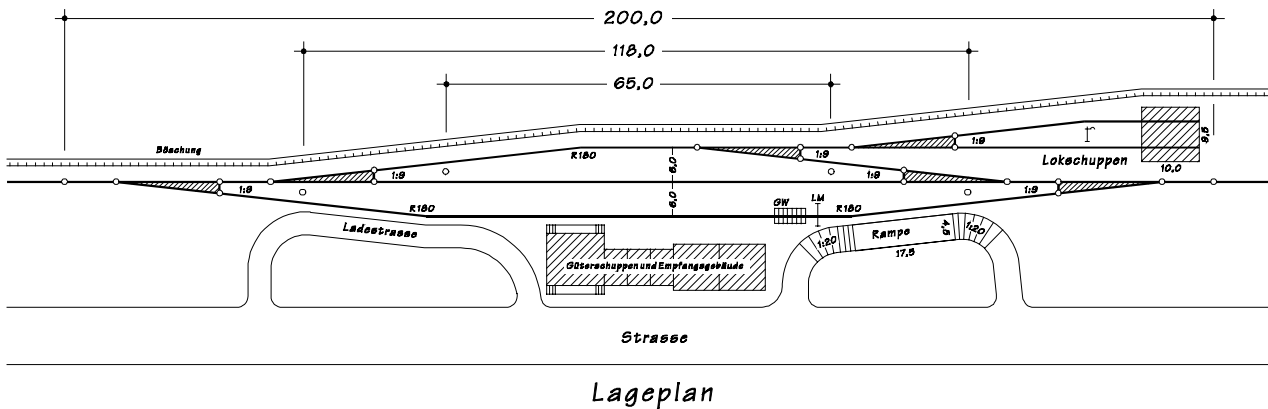 200,0
118,0
65,0
Böschung
R180
1:9
1:9
Lokschuppen
9,5
10,0
1:9
1:9
6,0
1:9
1:9
6,0
R180
GW
LM
R180
Ladestrasse
1:20
Rampe
4,5
1:20
17,5
Güterschuppen und Empfangsgebäude
Strasse
Lageplan